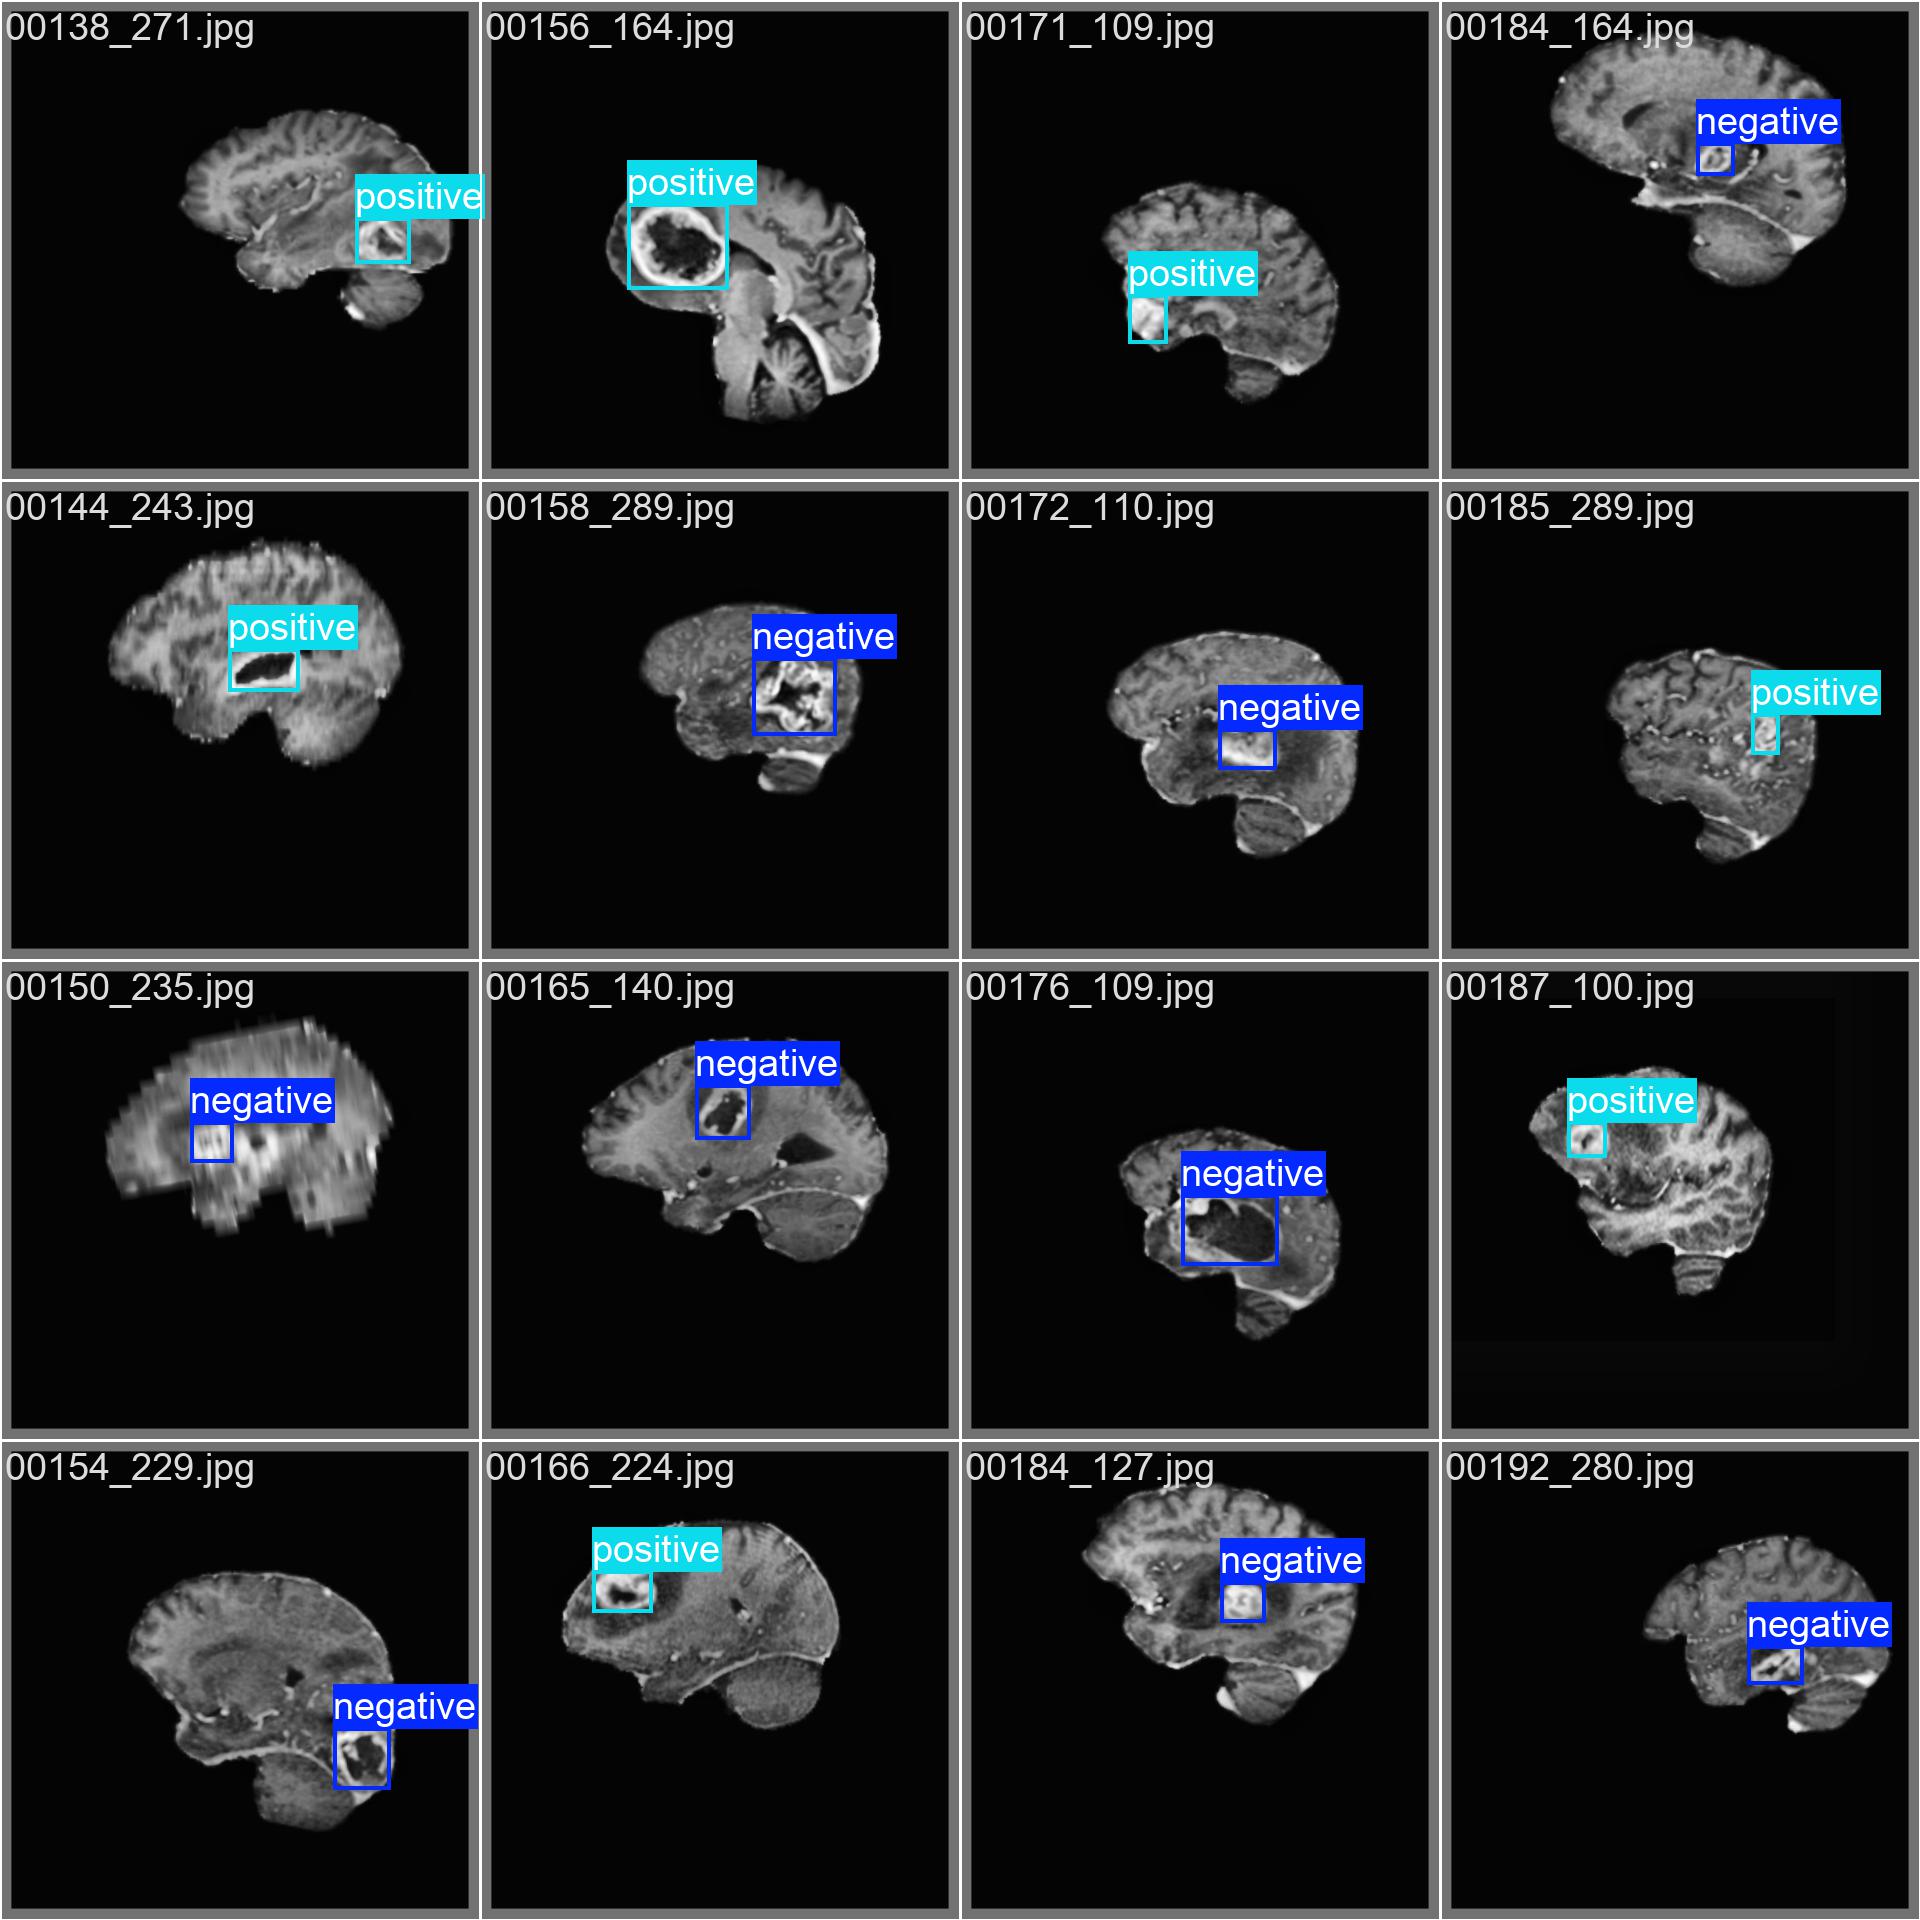 00138_271.jpg
positive
00156_164.jpg
positive
00171_109.jpg
positive
00184_164.jpg
negative
00144_243.jpg
positive
00158_289.jpg
negative
00172_110.jpg
negative
00185_289.jpg
positive
00150_235.jpg
negative
00165_140.jpg
negative
00176_109.jpg
negative
00187_100.jpg
positive
00154_229.jpg
negative
00166_224.jpg
positive
00184_127.jpg
negative
00192_280.jpg
negative